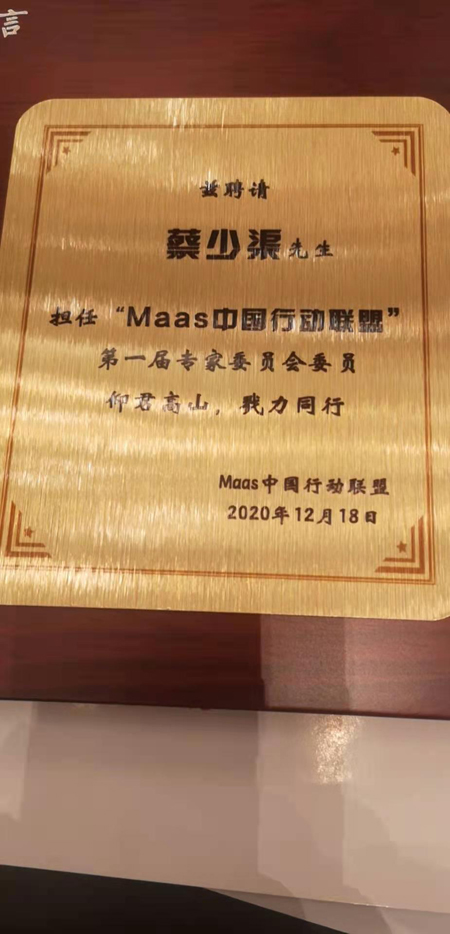 言
兹聘请
蔡少渠先生
担任“Maas中国行动联盟”
第一届专家委员会委员
仰君高山，戮力同行
Maas中国行动联盟
2020年12月18日